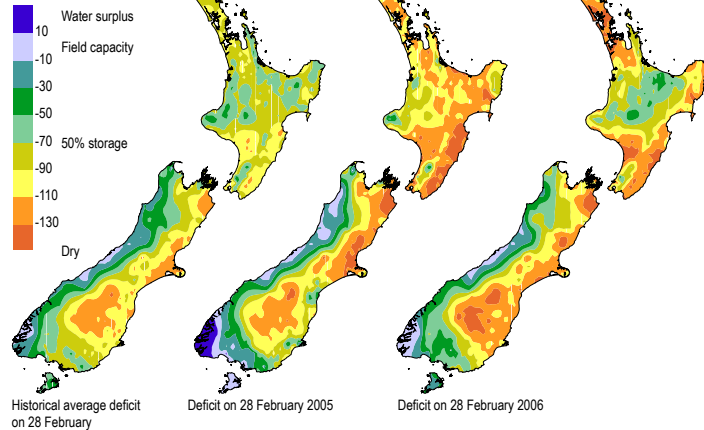 Water surplus
10
Field capacity
-10
-30
-50
50% storage
-70
-90
-110
-130
Dry
Historical average deficit
on 28 February
Deficit on 28 February 2005
Deficit on 28 February 2006